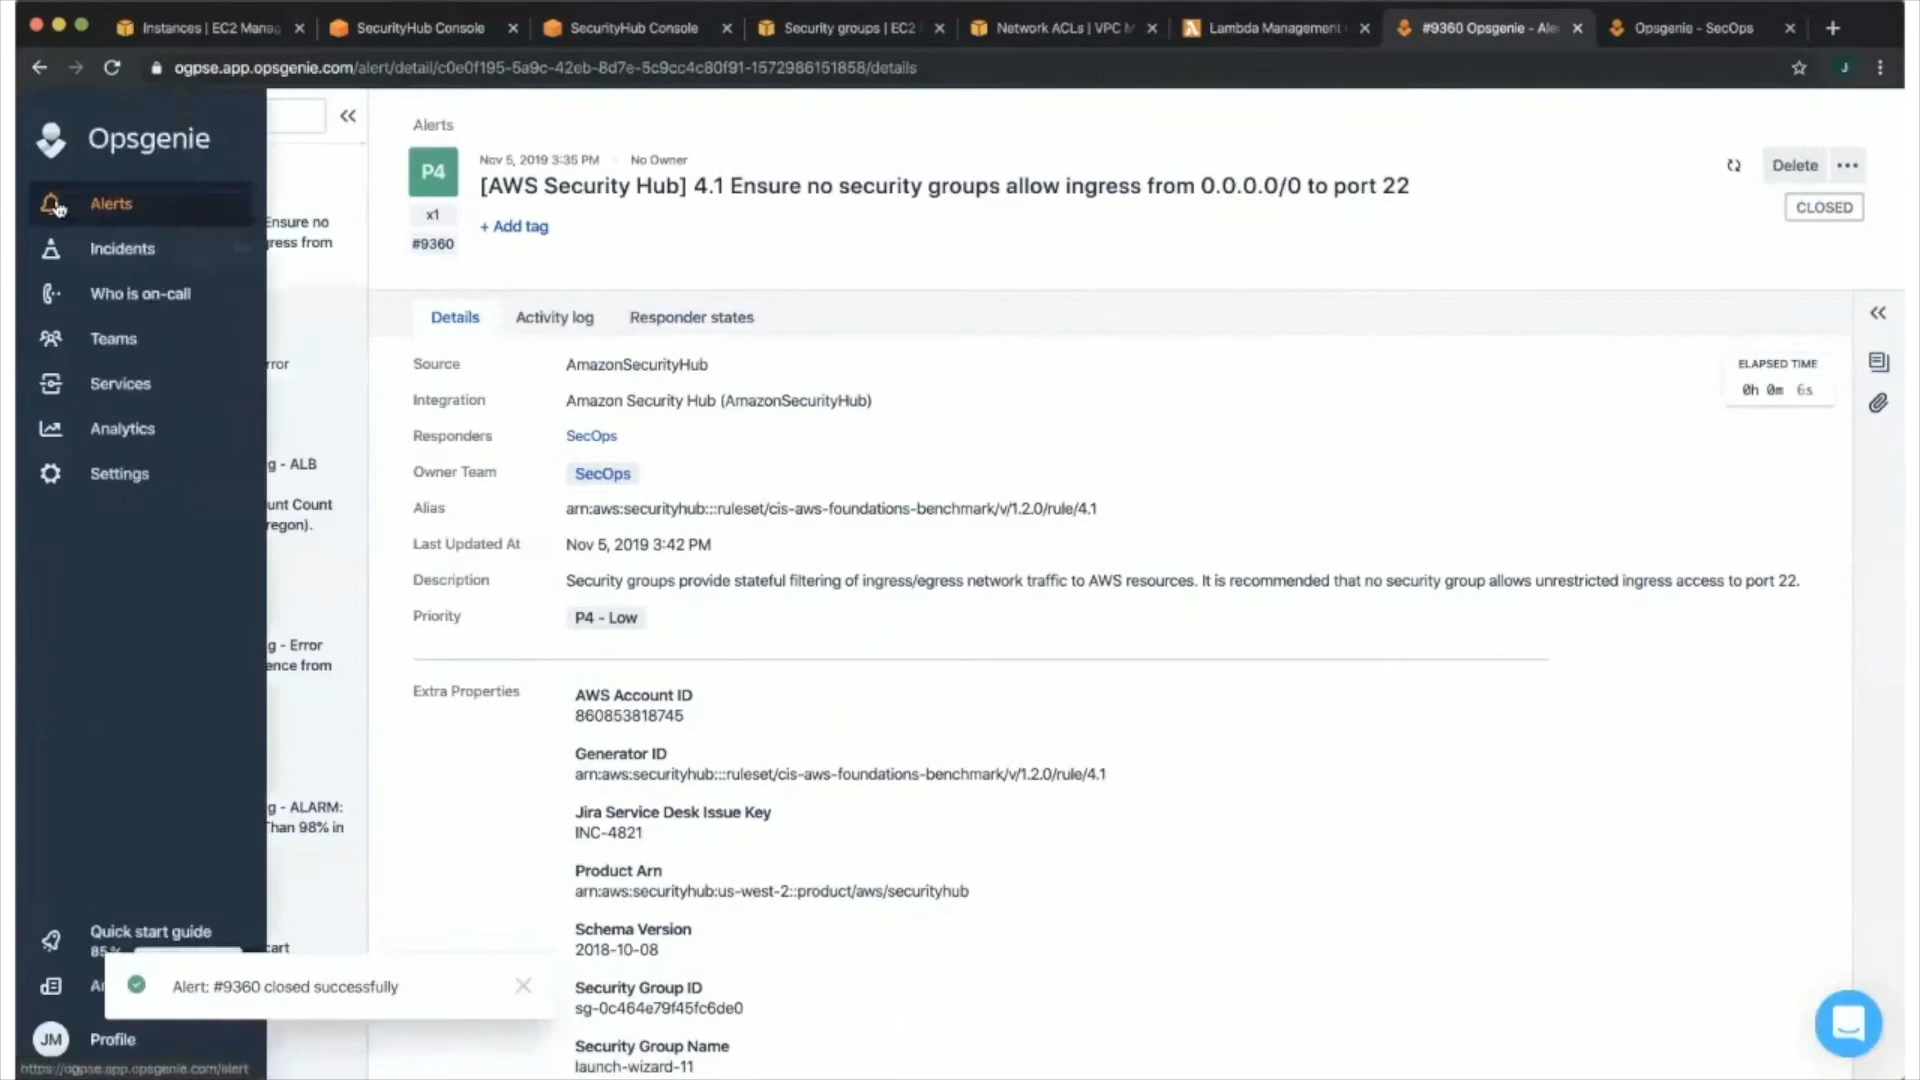 Instances | EC2 Manag
SecurityHub Console
SecurityHub Console
Security groups | EC2
Network ACLs | VPC M
Lambda Management
#9360 Opsgenie - Ale
Opsgenie - SecOps
ogpse.app.opsgenie.com/alert/detail/c0e0f195-5a9c-42eb-8d7e-5c9cc4c80f91-1572986151858/details
J
Opsgenie
Alerts
Incidents
Who is on-call
Teams
Services
Analytics
Settings
Quick start guide
85%
Profile
JM
https://ogpse.app.opsgenie.com/alert
Ensure no
gress from
rror
g - ALB
unt Count
regon).
g - Error
ence from
g - ALARM:
Than 98% in
cart
Alert: #9360 closed successfully
Alerts
P4
x1
#9360
Nov 5, 2019 3:35 PM
No Owner
[AWS Security Hub] 4.1 Ensure no security groups allow ingress from 0.0.0.0/0 to port 22
+ Add tag
Delete
CLOSED
Details
Activity log
Responder states
ELAPSED TIME
0h 0m 6s
Source AmazonSecurityHub
Integration Amazon Security Hub (AmazonSecurityHub)
Responders SecOps
Owner Team SecOps
Alias arn:aws:securityhub:::ruleset/cis-aws-foundations-benchmark/v/1.2.0/rule/4.1
Last Updated At Nov 5, 2019 3:42 PM
Description Security groups provide stateful filtering of ingress/egress network traffic to AWS resources. It is recommended that no security group allows unrestricted ingress access to port 22.
Priority P4 - Low
Extra Properties
AWS Account ID
860853818745
Generator ID
arn:aws:securityhub:::ruleset/cis-aws-foundations-benchmark/v/1.2.0/rule/4.1
Jira Service Desk Issue Key
INC-4821
Product Arn
arn:aws:securityhub:us-west-2::product/aws/securityhub
Schema Version
2018-10-08
Security Group ID
sg-0c464e79f45fc6de0
Security Group Name
launch-wizard-11